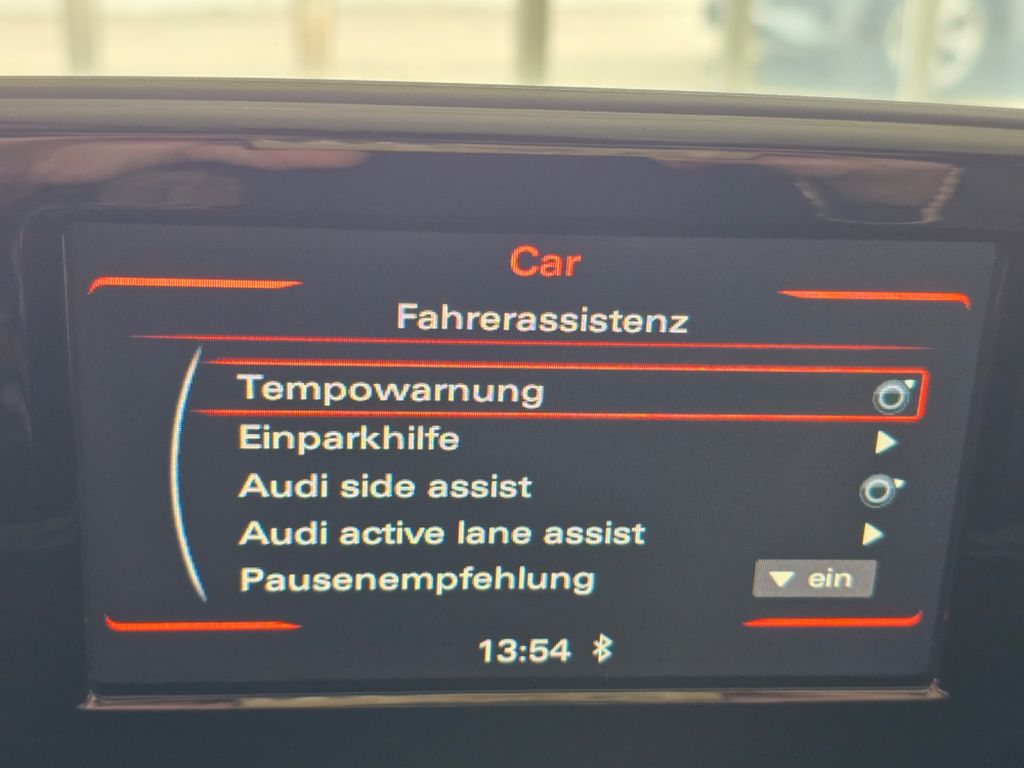 Car
Fahrerassistenz
Tempowarnung
Einparkhilfe
Audi side assist
Audi active lane assist
Pausenempfehlung ein
13:54